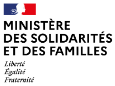 MINISTÈRE
DES SOLIDARITÉS
ET DES FAMILLES
Liberté
Égalité
Fraternité